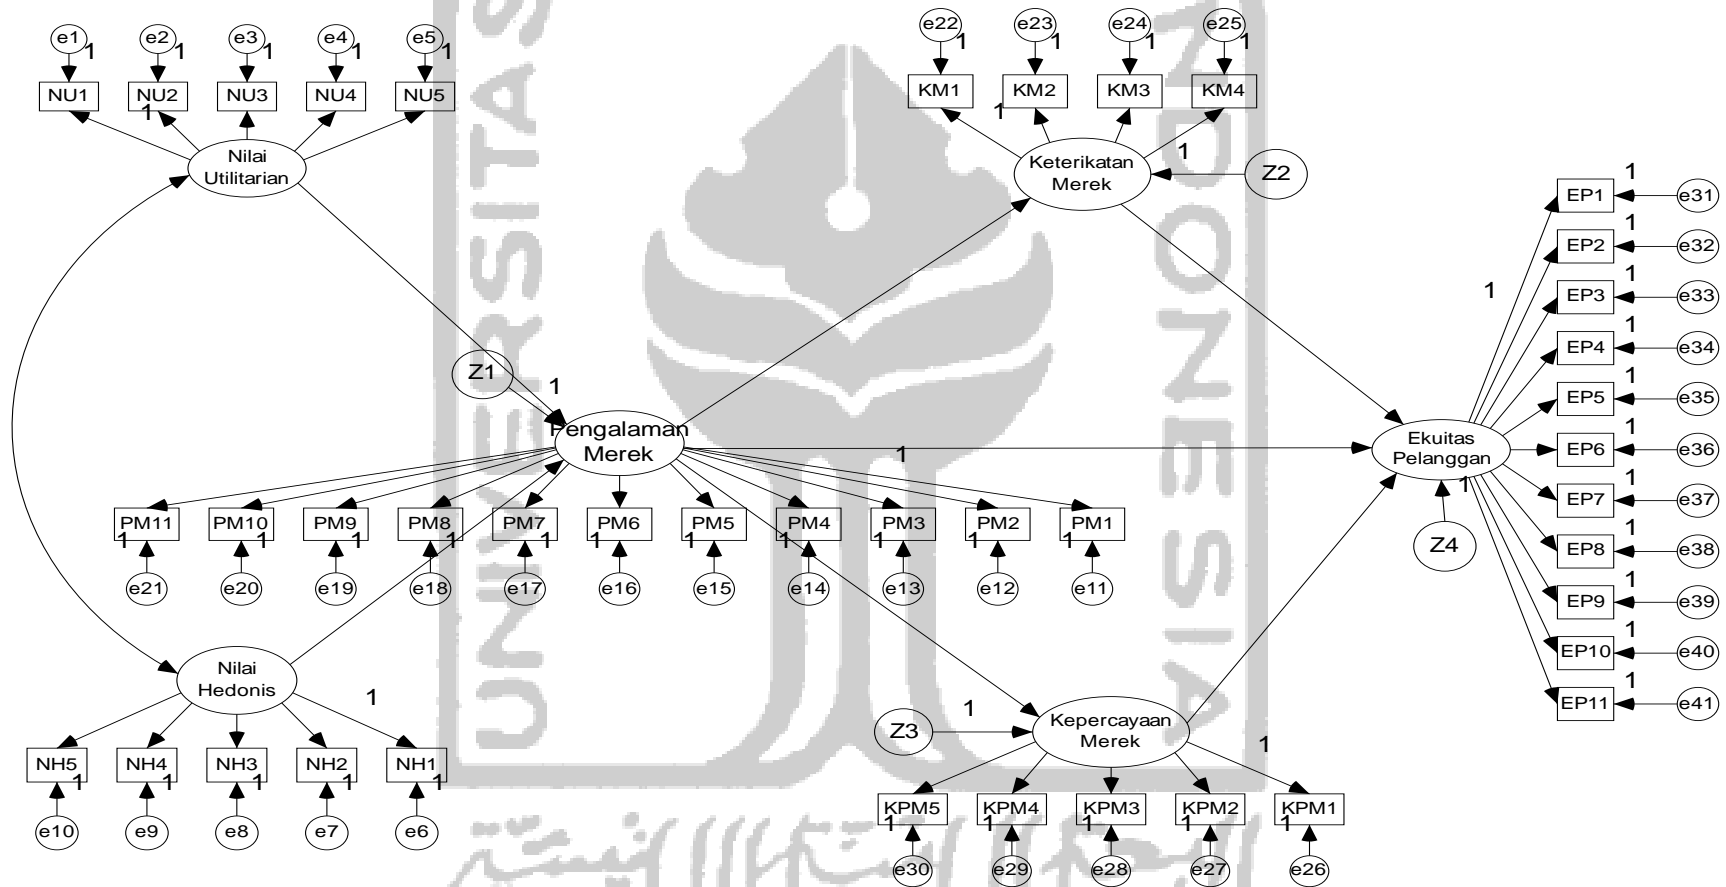 e1 e2 e3 e4 e5
1 1 1 1 1
NU1 NU2 NU3 NU4 NU5
1
Nilai
Utilitarian
e22 e23 e24 e25
1 1 1 1
KM1 KM2 KM3 KM4
1
Keterikatan
Merek
1
Z2
Z1
1
Pengalaman
Merek
1
PM11 PM10 PM9 PM8 PM7 PM6 PM5 PM4 PM3 PM2 PM1
1 1 1 1 1 1 1 1 1 1 1
e21 e20 e19 e18 e17 e16 e15 e14 e13 e12 e11
Nilai
Hedonis
1
NH5 NH4 NH3 NH2 NH1
1 1 1 1 1
e10 e9 e8 e7 e6
Z3
1
Kepercayaan
Merek
1
KPM5 KPM4 KPM3 KPM2 KPM1
1 1 1 1 1
e30 e29 e28 e27 e26
Ekuitas
Pelanggan
1
Z4
1
1
EP1 e31
1
EP2 e32
1
EP3 e33
1
EP4 e34
1
EP5 e35
1
EP6 e36
1
EP7 e37
1
EP8 e38
1
EP9 e39
1
EP10 e40
1
EP11 e41
UNIVERSITAS